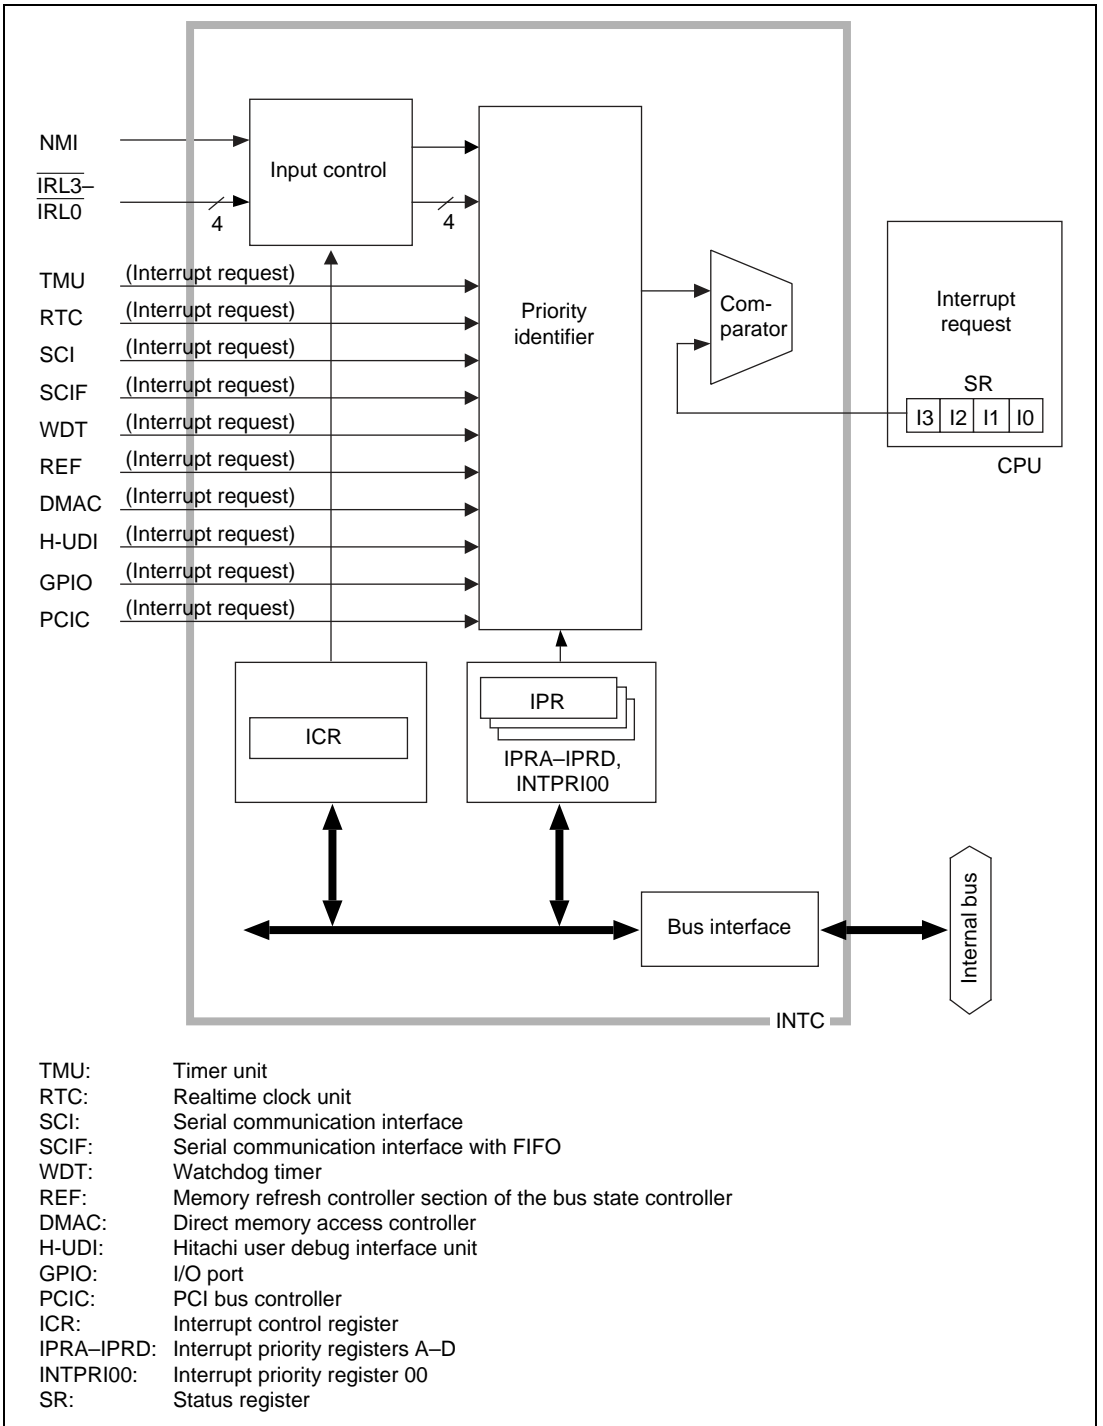 NMI
IRL3–
IRL0
4
Input control
4
TMU (Interrupt request)
RTC (Interrupt request)
SCI (Interrupt request)
SCIF (Interrupt request)
WDT (Interrupt request)
REF (Interrupt request)
DMAC (Interrupt request)
H-UDI (Interrupt request)
GPIO (Interrupt request)
PCIC (Interrupt request)
Priority
identifier
Com-
parator
Interrupt
request
SR
I3 I2 I1 I0
CPU
ICR
IPR
IPRA–IPRD,
INTPRI00
Bus interface
Internal bus
INTC
TMU: Timer unit
RTC: Realtime clock unit
SCI: Serial communication interface
SCIF: Serial communication interface with FIFO
WDT: Watchdog timer
REF: Memory refresh controller section of the bus state controller
DMAC: Direct memory access controller
H-UDI: Hitachi user debug interface unit
GPIO: I/O port
PCIC: PCI bus controller
ICR: Interrupt control register
IPRA–IPRD: Interrupt priority registers A–D
INTPRI00: Interrupt priority register 00
SR: Status register